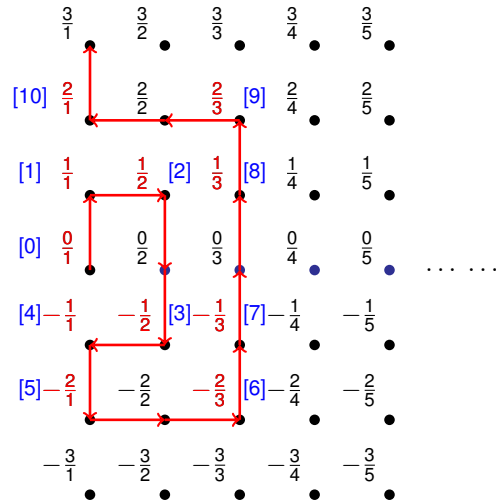 3/1 3/2 3/3 3/4 3/5
[10] 2/1 2/2 2/3 [9] 2/4 2/5
[1] 1/1 1/2 [2] 1/3 [8] 1/4 1/5
[0] 0/1 0/2 0/3 0/4 0/5 ... ...
[4] −1/1 −1/2 [3] −1/3 [7] −1/4 −1/5
[5] −2/1 −2/2 −2/3 [6] −2/4 −2/5
−3/1 −3/2 −3/3 −3/4 −3/5